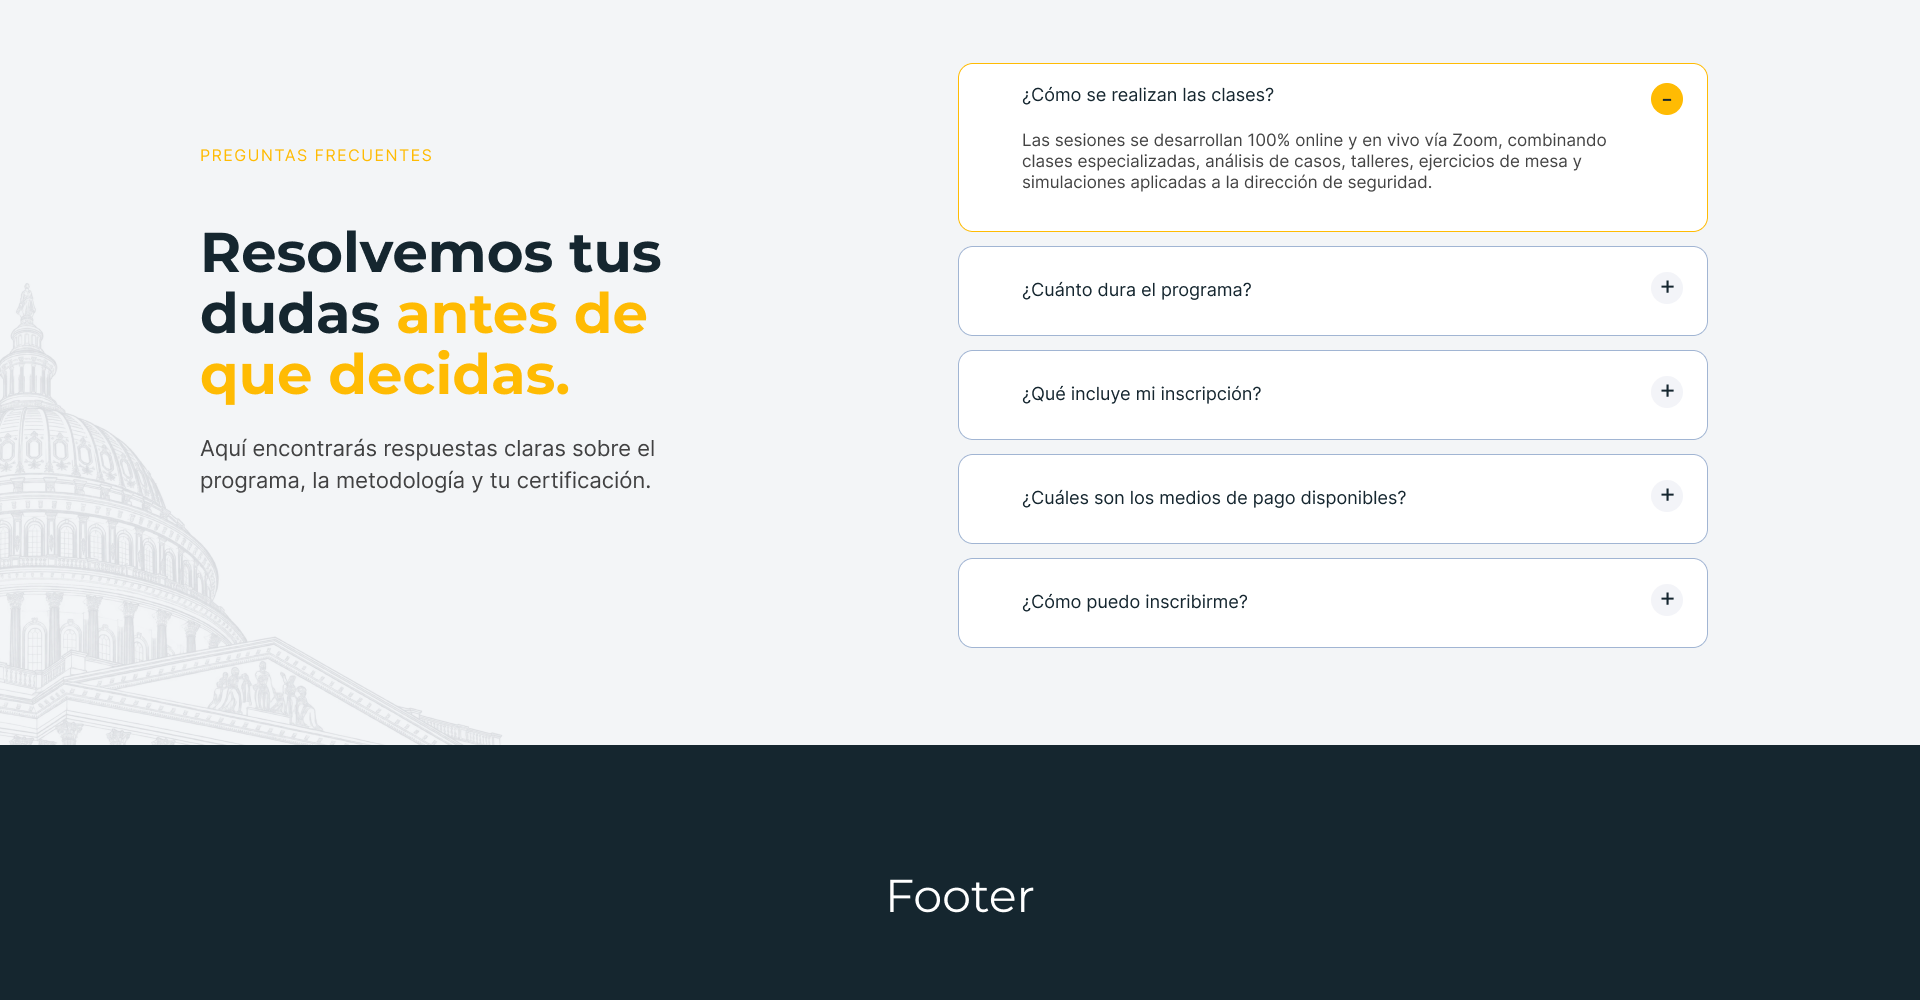 PREGUNTAS FRECUENTES
Resolvemos tus
dudas antes de
que decidas.
Aquí encontrarás respuestas claras sobre el
programa, la metodología y tu certificación.
¿Cómo se realizan las clases?
-
Las sesiones se desarrollan 100% online y en vivo vía Zoom, combinando
clases especializadas, análisis de casos, talleres, ejercicios de mesa y
simulaciones aplicadas a la dirección de seguridad.
¿Cuánto dura el programa?
+
¿Qué incluye mi inscripción?
+
¿Cuáles son los medios de pago disponibles?
+
¿Cómo puedo inscribirme?
+
Footer